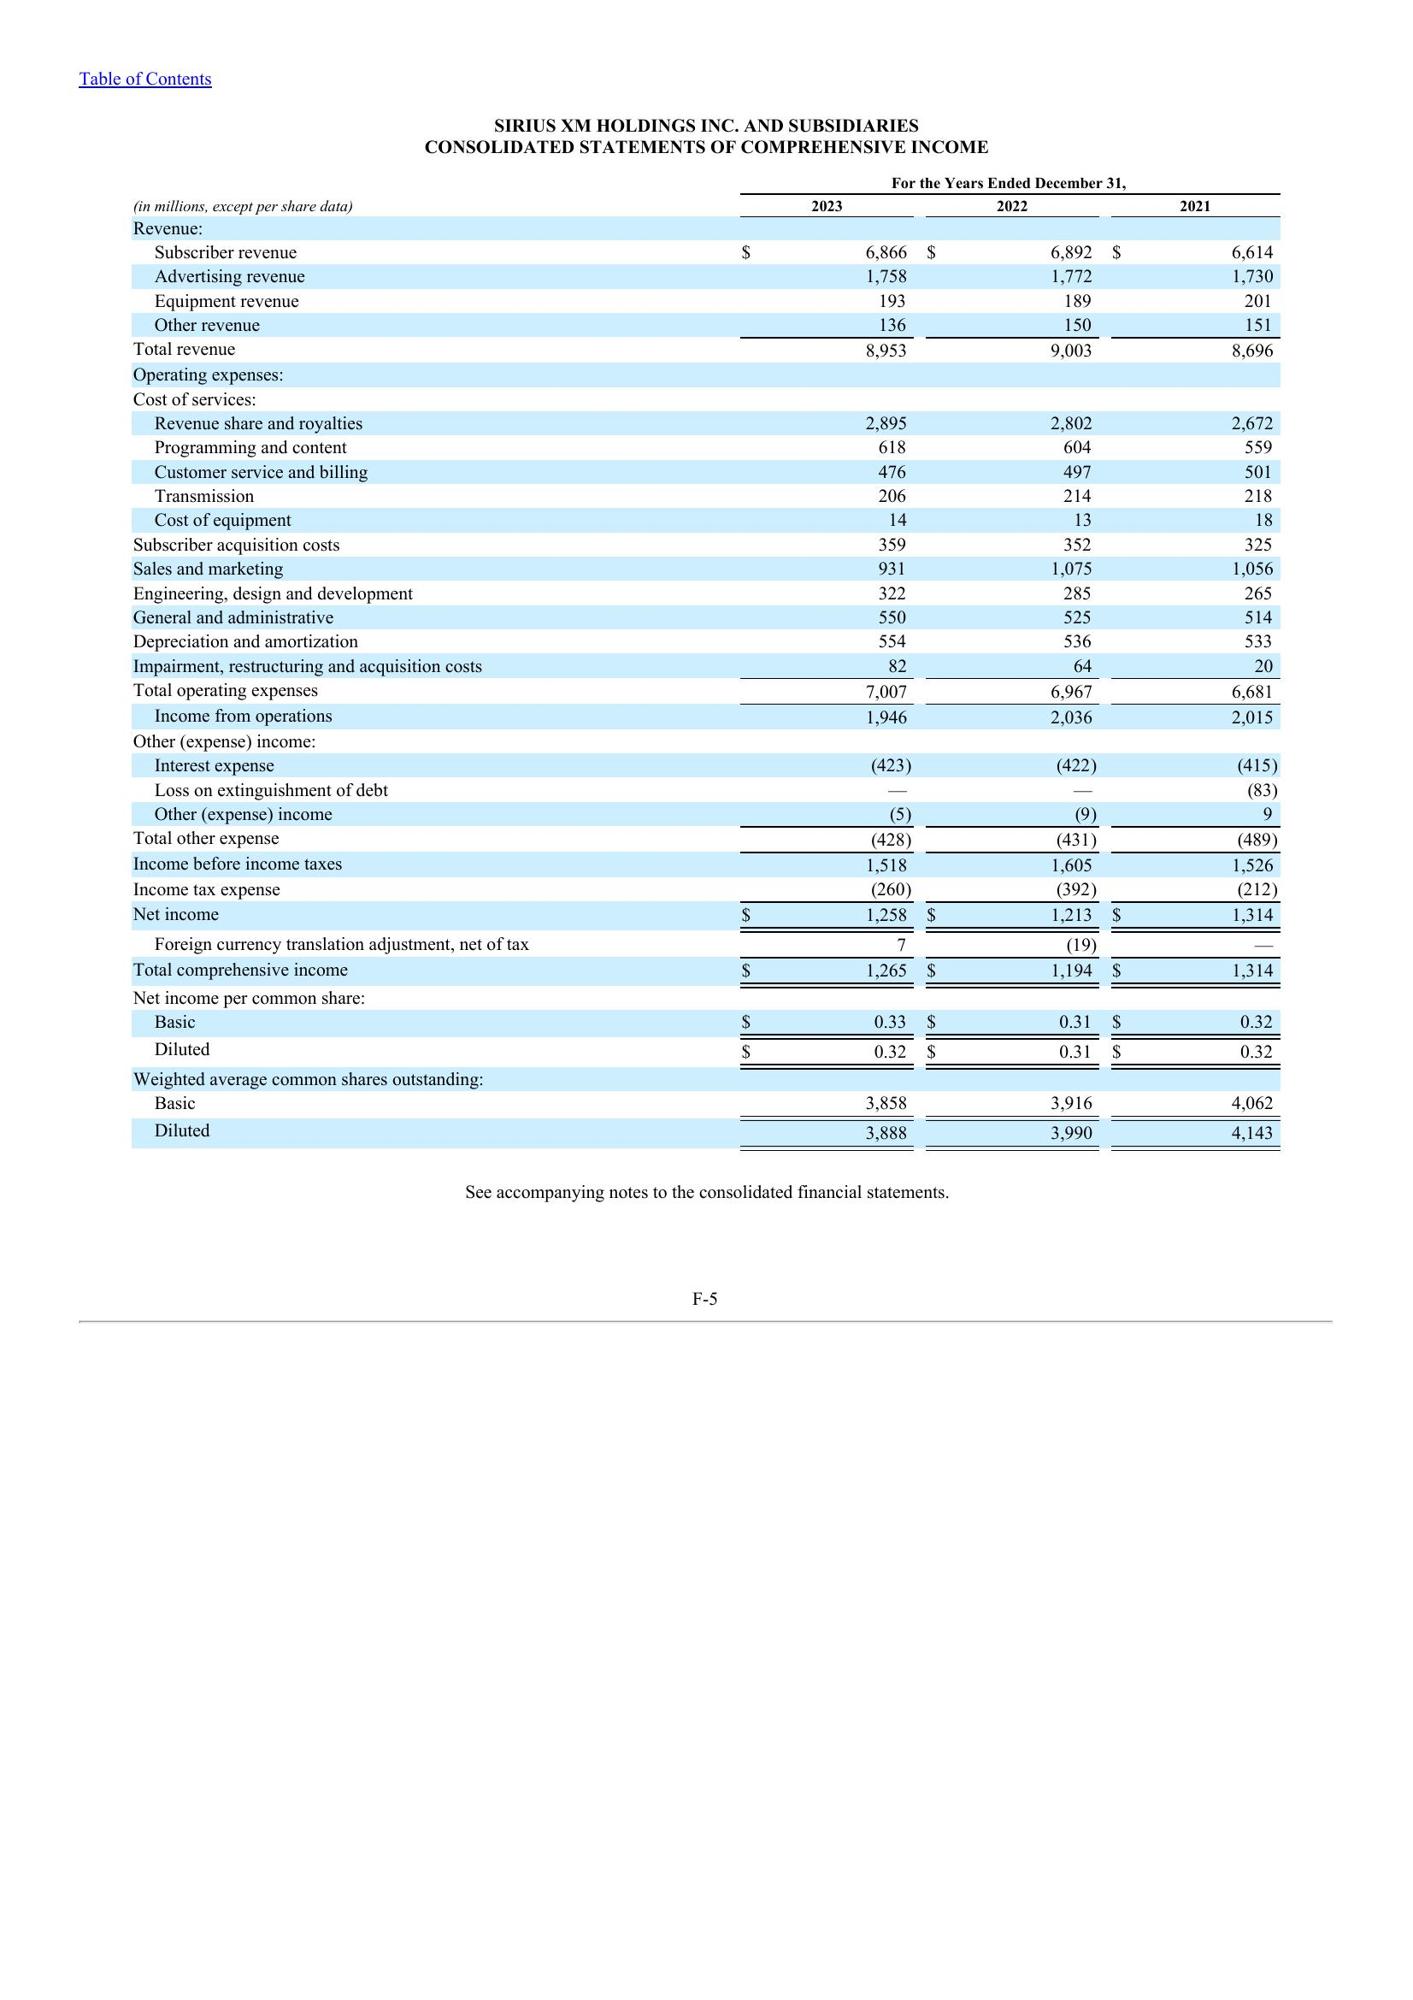 Table of Contents
SIRIUS XM HOLDINGS INC. AND SUBSIDIARIES
CONSOLIDATED STATEMENTS OF COMPREHENSIVE INCOME
For the Years Ended December 31,
(in millions, except per share data) 2023 2022 2021
Revenue:
Subscriber revenue $ 6,866 $ 6,892 $ 6,614
Advertising revenue 1,758 1,772 1,730
Equipment revenue 193 189 201
Other revenue 136 150 151
Total revenue 8,953 9,003 8,696
Operating expenses:
Cost of services:
Revenue share and royalties 2,895 2,802 2,672
Programming and content 618 604 559
Customer service and billing 476 497 501
Transmission 206 214 218
Cost of equipment 14 13 18
Subscriber acquisition costs 359 352 325
Sales and marketing 931 1,075 1,056
Engineering, design and development 322 285 265
General and administrative 550 525 514
Depreciation and amortization 554 536 533
Impairment, restructuring and acquisition costs 82 64 20
Total operating expenses 7,007 6,967 6,681
Income from operations 1,946 2,036 2,015
Other (expense) income:
Interest expense (423) (422) (415)
Loss on extinguishment of debt — — (83)
Other (expense) income (5) (9) 9
Total other expense (428) (431) (489)
Income before income taxes 1,518 1,605 1,526
Income tax expense (260) (392) (212)
Net income $ 1,258 $ 1,213 $ 1,314
Foreign currency translation adjustment, net of tax 7 (19) —
Total comprehensive income $ 1,265 $ 1,194 $ 1,314
Net income per common share:
Basic $ 0.33 $ 0.31 $ 0.32
Diluted $ 0.32 $ 0.31 $ 0.32
Weighted average common shares outstanding:
Basic 3,858 3,916 4,062
Diluted 3,888 3,990 4,143
See accompanying notes to the consolidated financial statements.
F-5